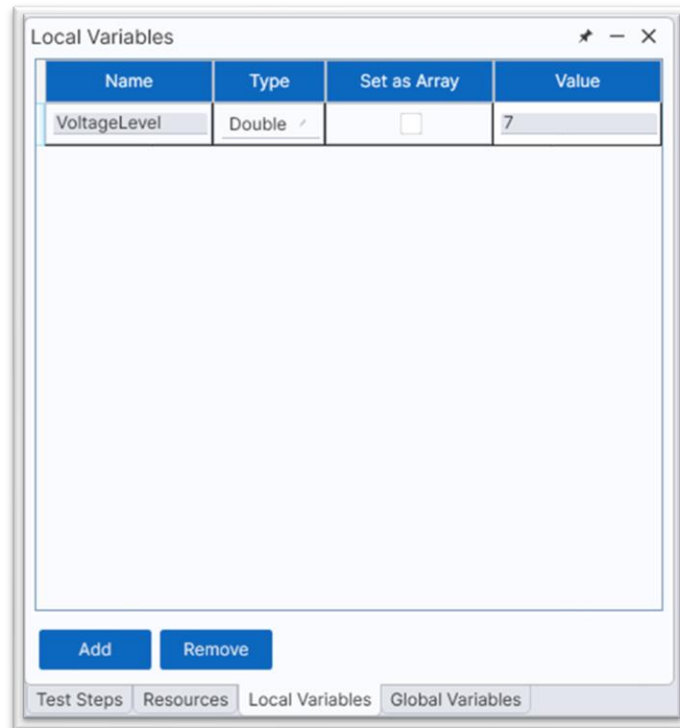 Local Variables
Name Type Set as Array Value
VoltageLevel Double 7
Add Remove
Test Steps Resources Local Variables Global Variables